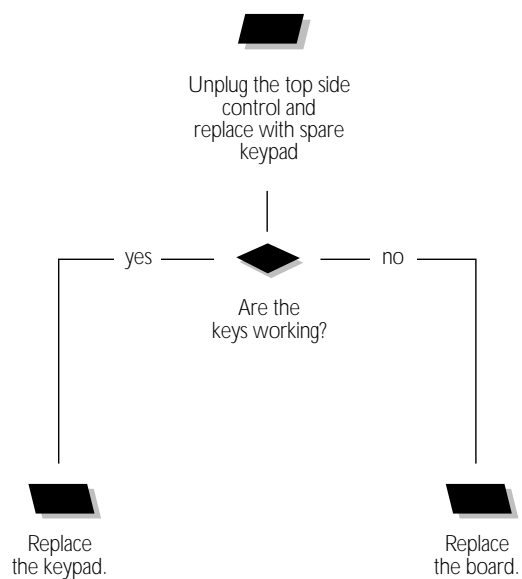 Unplug the top side
control and
replace with spare
keypad
yes
no
Are the
keys working?
Replace
the keypad.
Replace
the board.